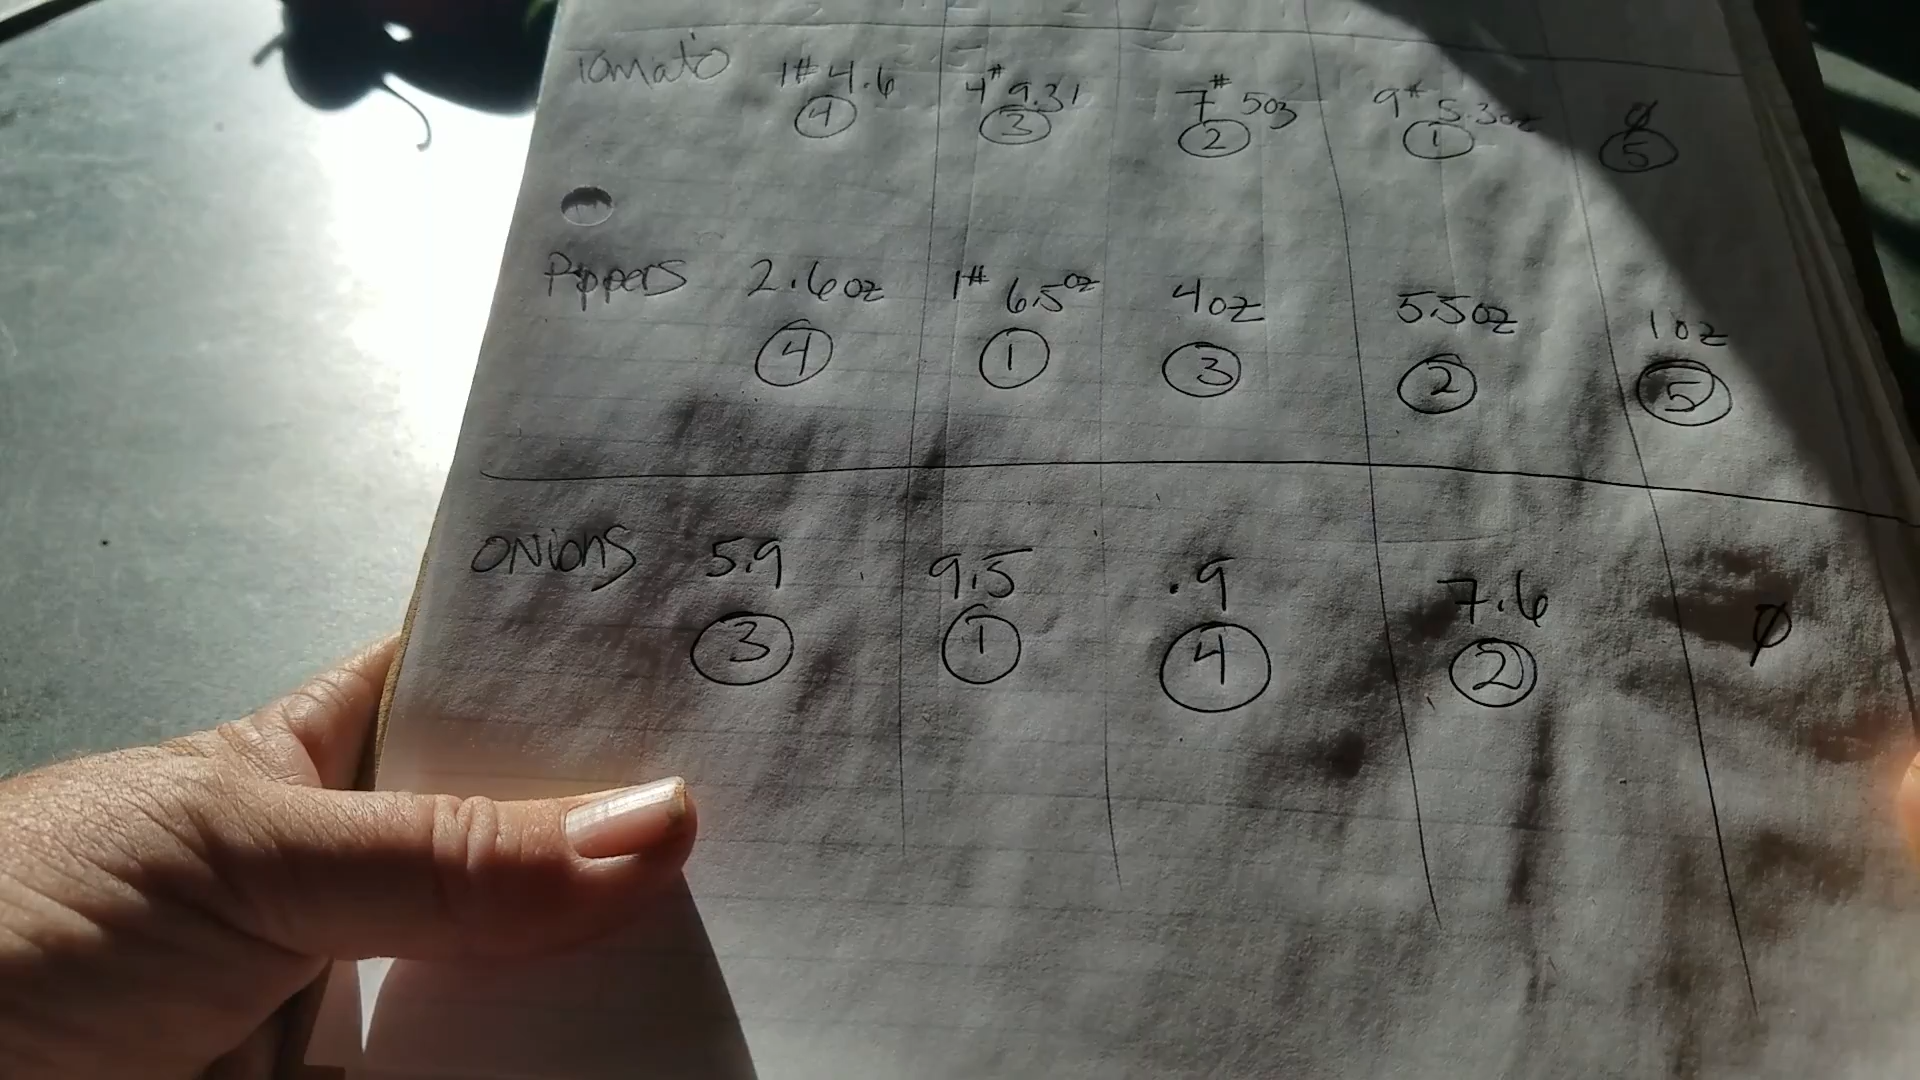 Tomato 1# 4.6 4# 9.31 7# 5oz 9# 5.3oz Ø
4 3 2 1 5
Peppers 2.6oz 1# 6.5oz 4oz 5.5oz 1oz
4 1 3 2 5
ONIONS 5.9 9.5 .9 7.6 Ø
3 1 4 2